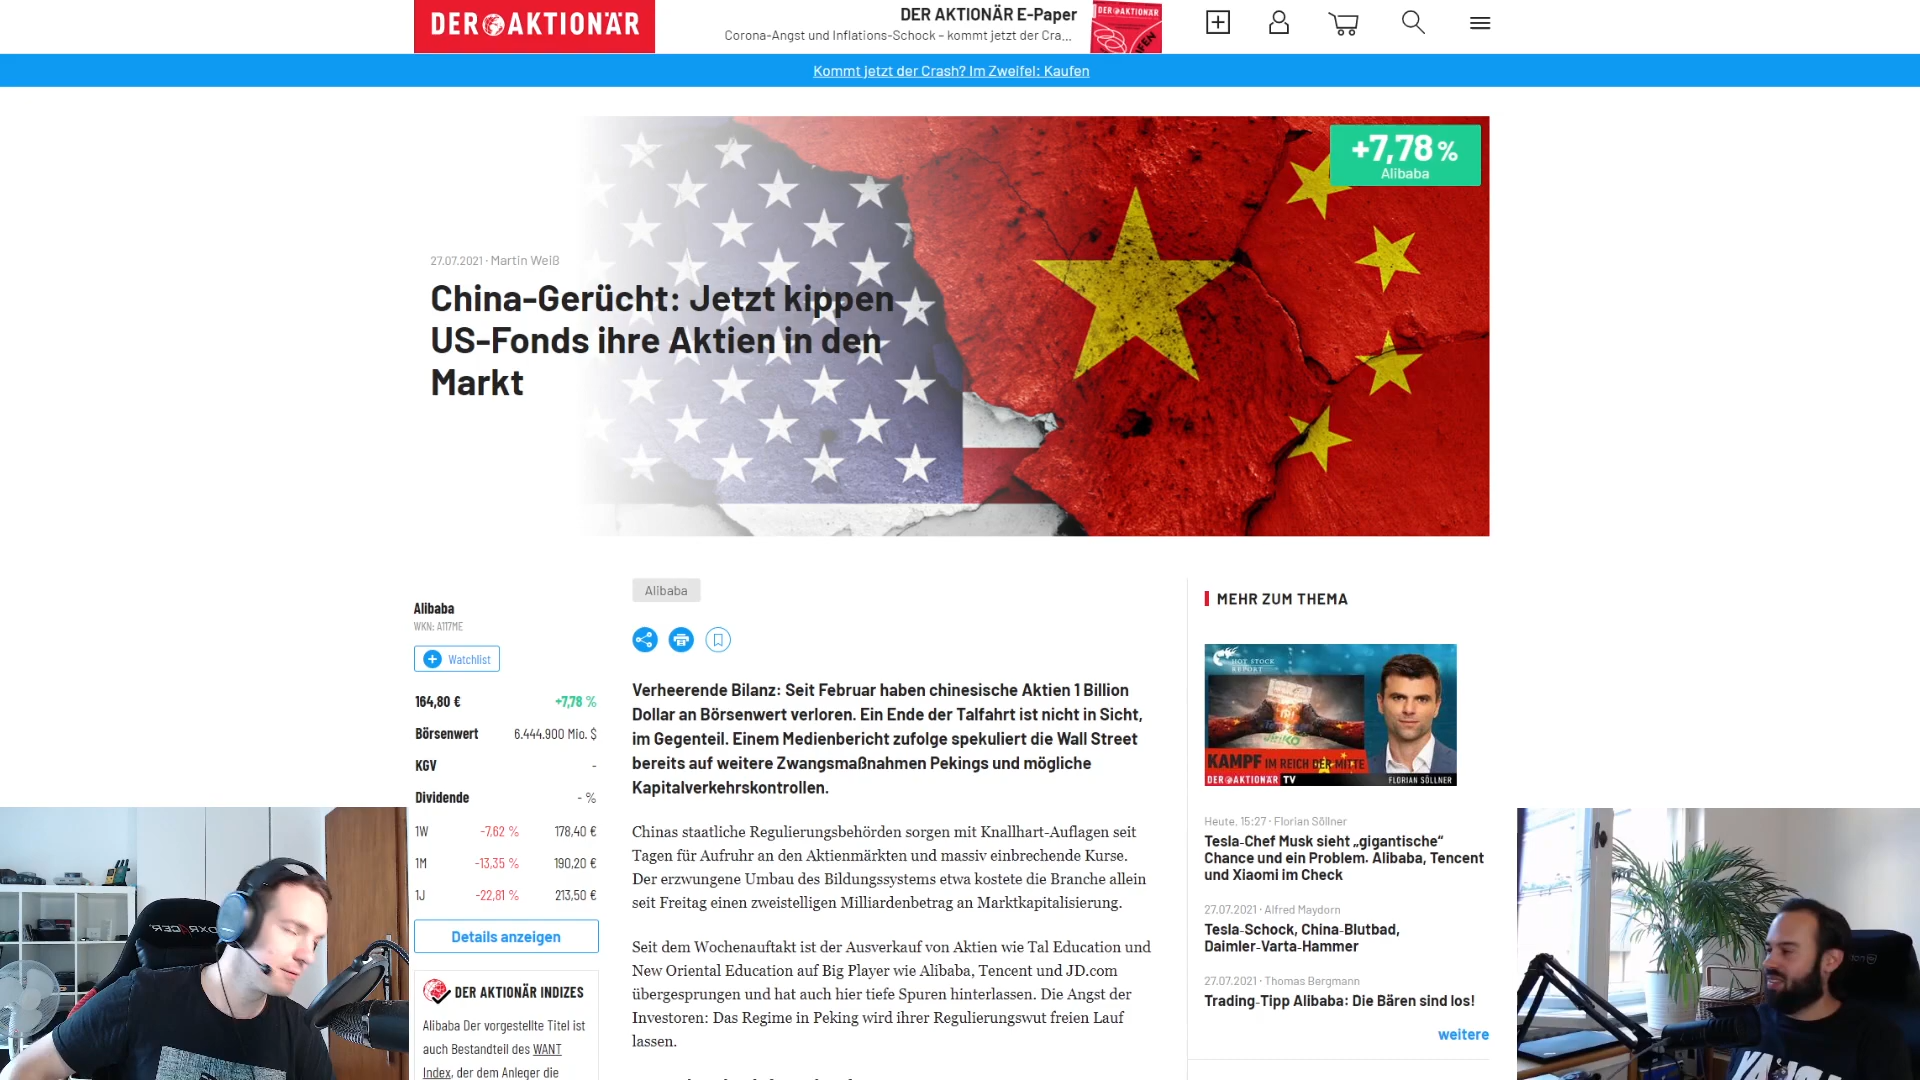 DER AKTIONÄR
DER AKTIONÄR E-Paper
Corona-Angst und Inflations-Schock – kommt jetzt der Cra...
DER AKTIONÄR
Kommt jetzt der Crash? Im Zweifel: Kaufen
+7,78 %
Alibaba
27.07.2021 · Martin Weiß
China-Gerücht: Jetzt kippen
US-Fonds ihre Aktien in den
Markt
Alibaba
WKN: A117ME
Watchlist
164,80 € +7,78 %
Börsenwert 6.444.900 Mio. $
KGV -
Dividende - %
1W -7,62 % 178,40 €
1M -13,35 % 190,20 €
1J -22,81 % 213,50 €
Details anzeigen
DER AKTIONÄR INDIZES
Alibaba Der vorgestellte Titel ist
auch Bestandteil des WANT
Index, der dem Anleger die
Alibaba
Verheerende Bilanz: Seit Februar haben chinesische Aktien 1 Billion
Dollar an Börsenwert verloren. Ein Ende der Talfahrt ist nicht in Sicht,
im Gegenteil. Einem Medienbericht zufolge spekuliert die Wall Street
bereits auf weitere Zwangsmaßnahmen Pekings und mögliche
Kapitalverkehrskontrollen.
Chinas staatliche Regulierungsbehörden sorgen mit Knallhart-Auflagen seit
Tagen für Aufruhr an den Aktienmärkten und massiv einbrechende Kurse.
Der erzwungene Umbau des Bildungssystems etwa kostete die Branche allein
seit Freitag einen zweistelligen Milliardenbetrag an Marktkapitalisierung.
Seit dem Wochenauftakt ist der Ausverkauf von Aktien wie Tal Education und
New Oriental Education auf Big Player wie Alibaba, Tencent und JD.com
übergesprungen und hat auch hier tiefe Spuren hinterlassen. Die Angst der
Investoren: Das Regime in Peking wird ihrer Regulierungswut freien Lauf
lassen.
MEHR ZUM THEMA
HOT STOCK
REPORT
KAMPF IM REICH DER MITTE
DER AKTIONÄR TV
FLORIAN SÖLLNER
Heute, 15:27 · Florian Söllner
Tesla-Chef Musk sieht „gigantische“
Chance und ein Problem. Alibaba, Tencent
und Xiaomi im Check
27.07.2021 · Alfred Maydorn
Tesla-Schock, China-Blutbad,
Daimler-Varta-Hammer
27.07.2021 · Thomas Bergmann
Trading-Tipp Alibaba: Die Bären sind los!
weitere